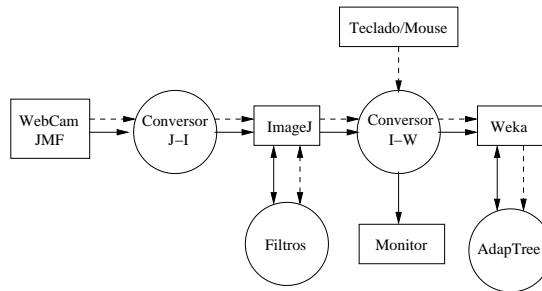 Teclado/Mouse
WebCam
JMF
Conversor
J–I
ImageJ
Conversor
I–W
Weka
Filtros
Monitor
AdapTree